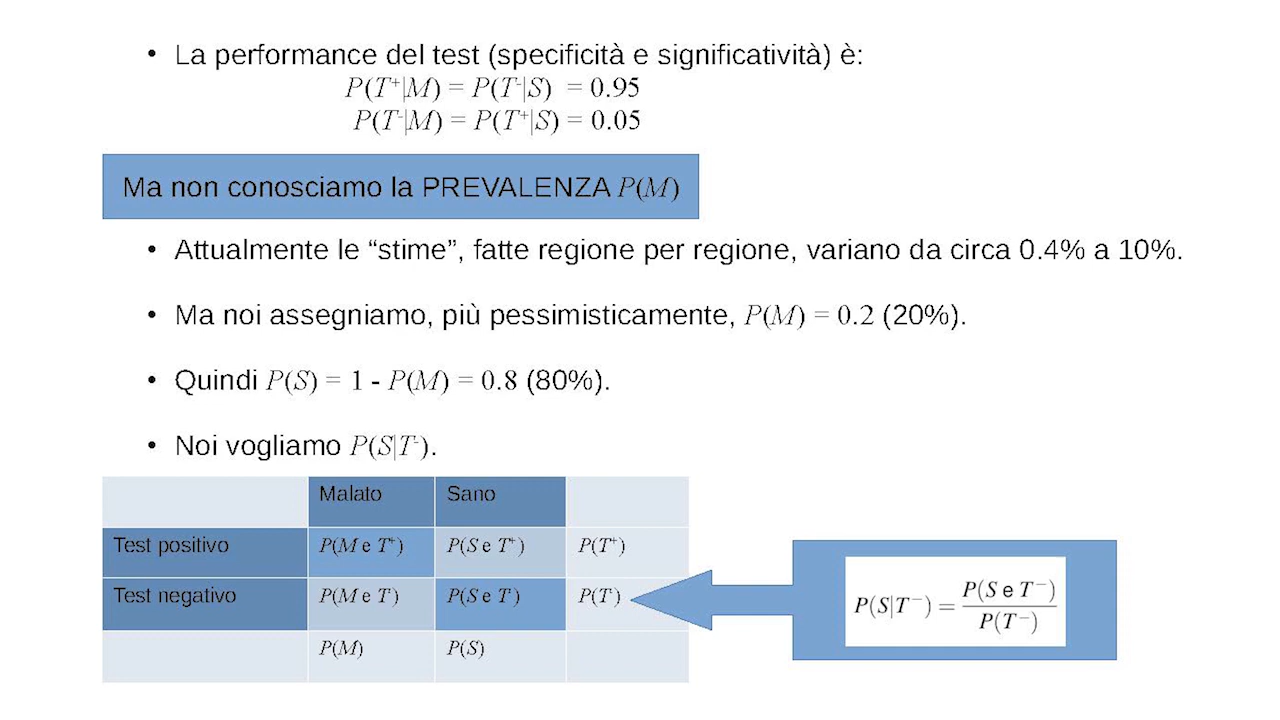 • La performance del test (specificità e significatività) è:
P(T⁺|M) = P(T⁻|S) = 0.95
P(T⁻|M) = P(T⁺|S) = 0.05
Ma non conosciamo la PREVALENZA P(M)
• Attualmente le “stime”, fatte regione per regione, variano da circa 0.4% a 10%.
• Ma noi assegniamo, più pessimisticamente, P(M) = 0.2 (20%).
• Quindi P(S) = 1 - P(M) = 0.8 (80%).
• Noi vogliamo P(S|T⁻).
Malato Sano
Test positivo P(M e T⁺) P(S e T⁺) P(T⁺)
Test negativo P(M e T⁻) P(S e T⁻) P(T⁻)
P(M) P(S)
P(S|T⁻) = P(S e T⁻) / P(T⁻)